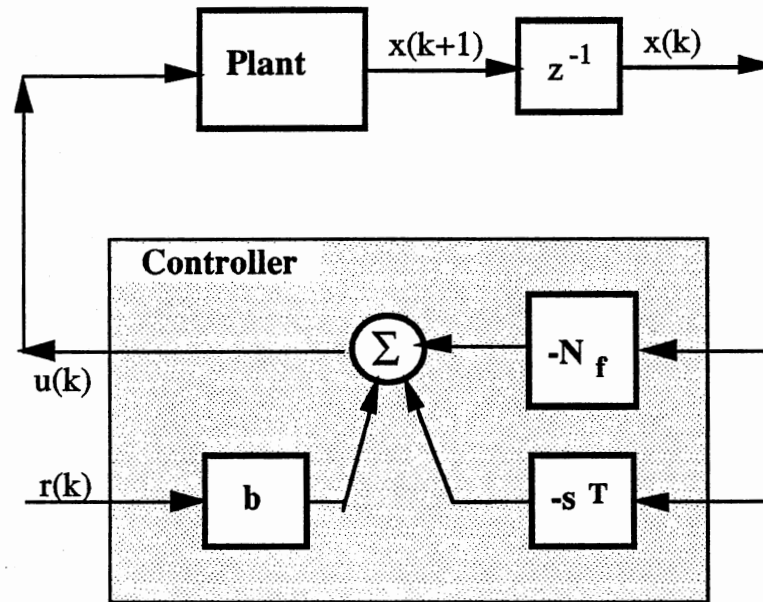 Plant
x(k+1)
z⁻¹
x(k)
Controller
Σ
-N f
u(k)
r(k)
b
-s T